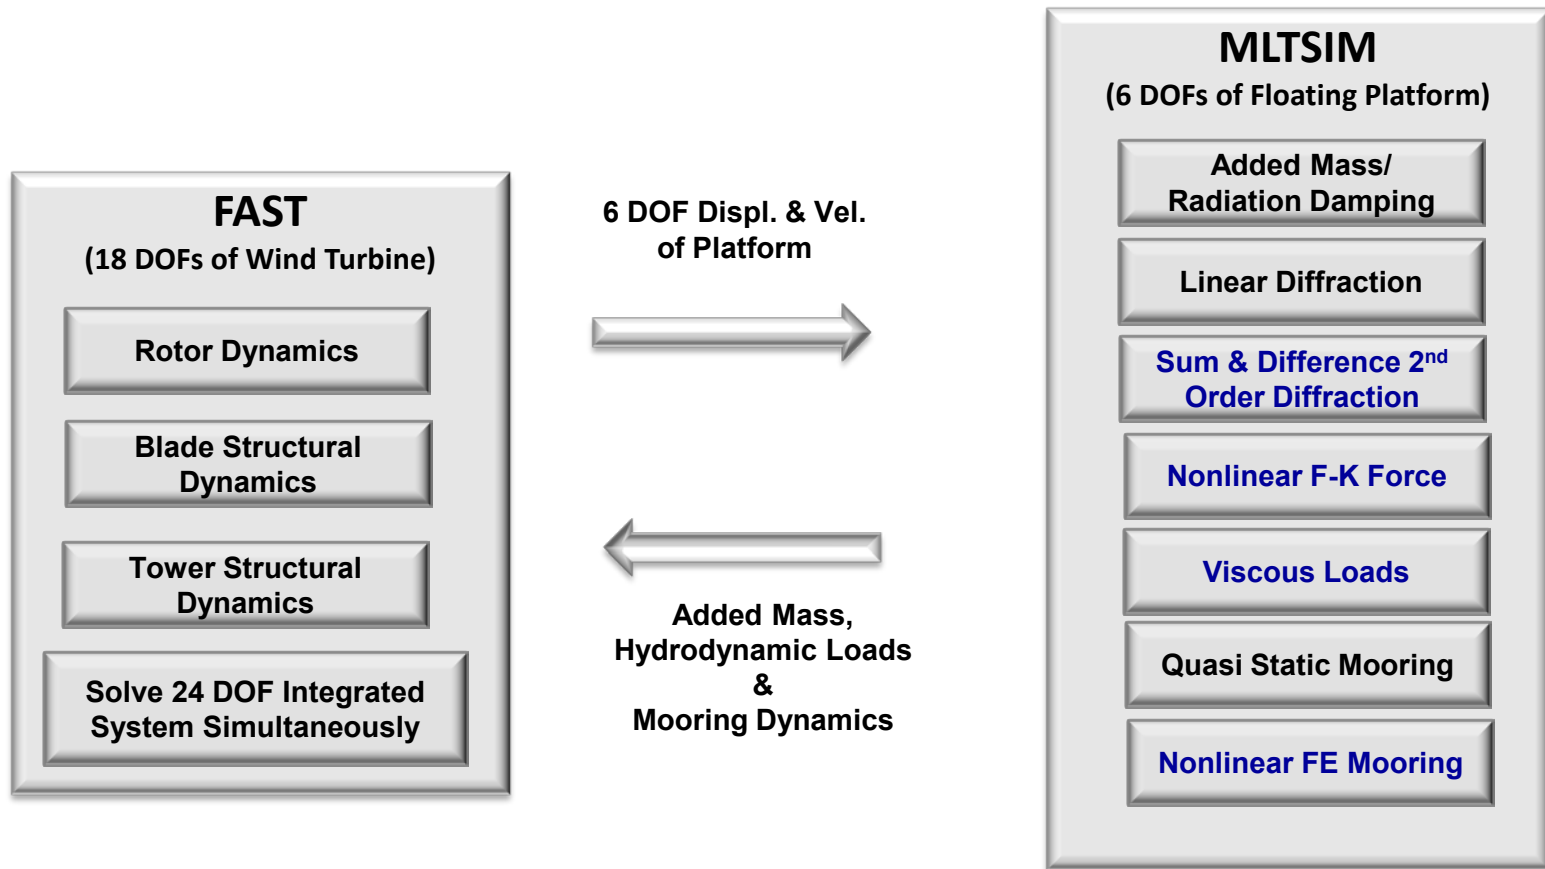 FAST
(18 DOFs of Wind Turbine)
Rotor Dynamics
Blade Structural
Dynamics
Tower Structural
Dynamics
Solve 24 DOF Integrated
System Simultaneously
6 DOF Displ. & Vel.
of Platform
Added Mass,
Hydrodynamic Loads
&
Mooring Dynamics
MLTSIM
(6 DOFs of Floating Platform)
Added Mass/
Radiation Damping
Linear Diffraction
Sum & Difference 2nd
Order Diffraction
Nonlinear F-K Force
Viscous Loads
Quasi Static Mooring
Nonlinear FE Mooring